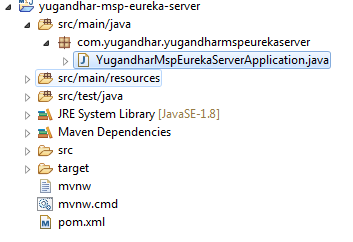 yugandhar-msp-eureka-server
src/main/java
com.yugandhar.yugandharmspeurekaserver
YugandharMspEurekaServerApplication.java
src/main/resources
src/test/java
JRE System Library [JavaSE-1.8]
Maven Dependencies
src
target
mvnw
mvnw.cmd
pom.xml